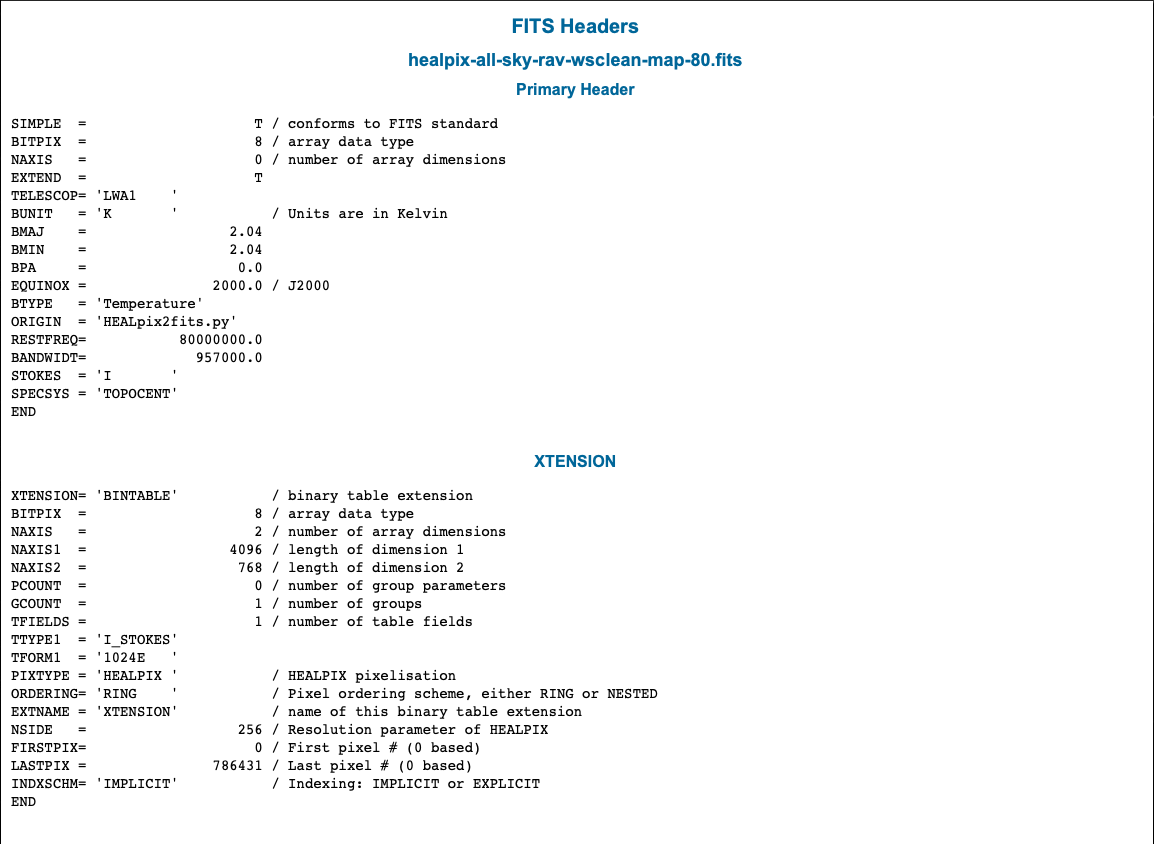 FITS Headers
healpix-all-sky-rav-wsclean-map-80.fits
Primary Header
SIMPLE  =                    T / conforms to FITS standard
BITPIX  =                    8 / array data type
NAXIS   =                    0 / number of array dimensions
EXTEND  =                    T
TELESCOP= 'LWA1    '
BUNIT   = 'K       '           / Units are in Kelvin
BMAJ    =                 2.04
BMIN    =                 2.04
BPA     =                  0.0
EQUINOX =               2000.0 / J2000
BTYPE   = 'Temperature'
ORIGIN  = 'HEALpix2fits.py'
RESTFREQ=           80000000.0
BANDWIDT=             957000.0
STOKES  = 'I       '
SPECSYS = 'TOPOCENT'
END
XTENSION
XTENSION= 'BINTABLE'           / binary table extension
BITPIX  =                    8 / array data type
NAXIS   =                    2 / number of array dimensions
NAXIS1  =                 4096 / length of dimension 1
NAXIS2  =                  768 / length of dimension 2
PCOUNT  =                    0 / number of group parameters
GCOUNT  =                    1 / number of groups
TFIELDS =                    1 / number of table fields
TTYPE1  = 'I_STOKES'
TFORM1  = '1024E   '
PIXTYPE = 'HEALPIX '           / HEALPIX pixelisation
ORDERING= 'RING    '           / Pixel ordering scheme, either RING or NESTED
EXTNAME = 'XTENSION'           / name of this binary table extension
NSIDE   =                  256 / Resolution parameter of HEALPIX
FIRSTPIX=                    0 / First pixel # (0 based)
LASTPIX =               786431 / Last pixel # (0 based)
INDXSCHM= 'IMPLICIT'           / Indexing: IMPLICIT or EXPLICIT
END